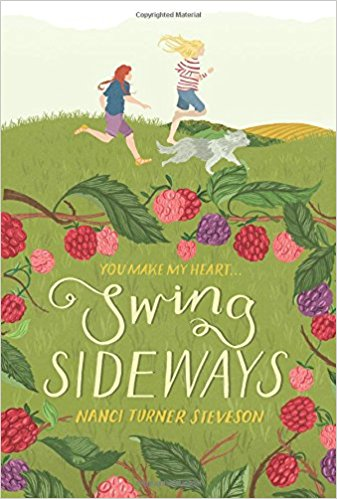 Copyrighted Material
YOU MAKE MY HEART...
Swing
SIDEWAYS
NANCI TURNER STEVESON